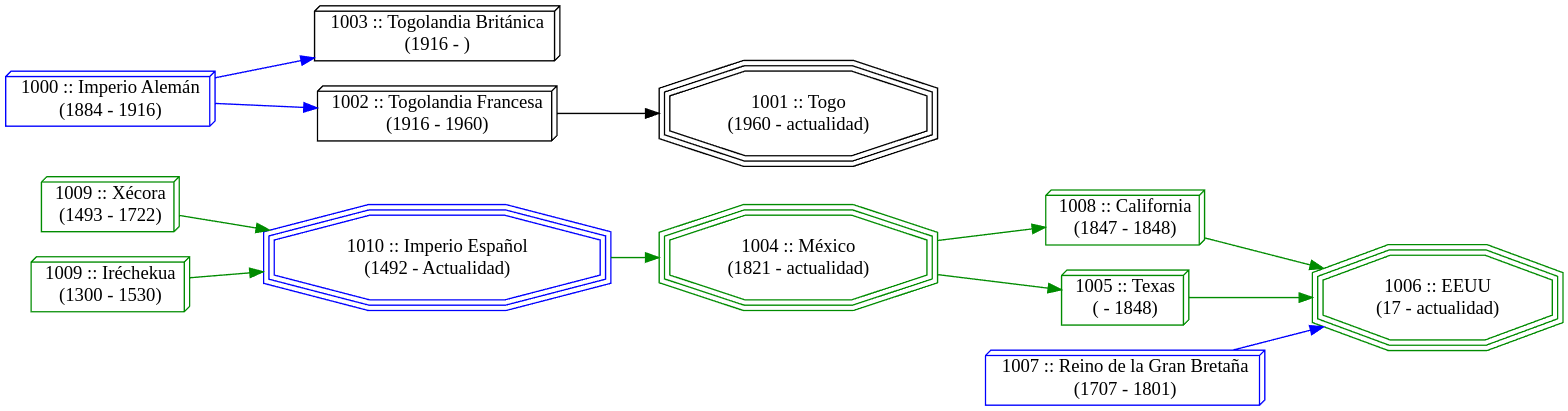 1003 :: Togolandia Británica
(1916 - )
1000 :: Imperio Alemán
(1884 - 1916)
1002 :: Togolandia Francesa
(1916 - 1960)
1001 :: Togo
(1960 - actualidad)
1009 :: Xécora
(1493 - 1722)
1009 :: Iréchekua
(1300 - 1530)
1010 :: Imperio Español
(1492 - Actualidad)
1004 :: México
(1821 - actualidad)
1008 :: California
(1847 - 1848)
1005 :: Texas
( - 1848)
1006 :: EEUU
(17 - actualidad)
1007 :: Reino de la Gran Bretaña
(1707 - 1801)